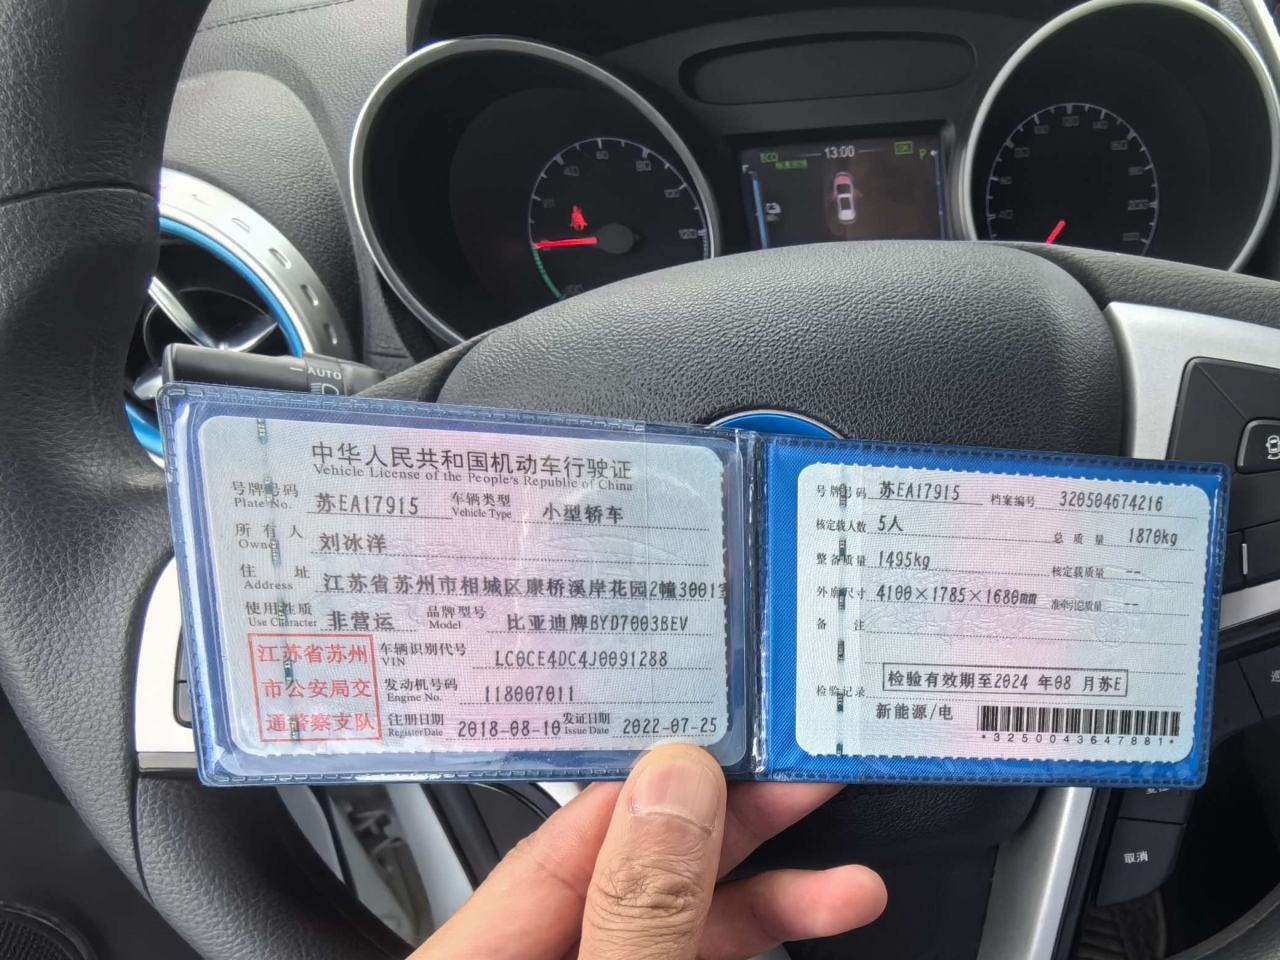 ECO
13:00
OK
P
20
40
60
80
100
120
AUTO
中华人民共和国机动车行驶证
Vehicle License of the People's Republic of China
号牌号码 苏EA17915 车辆类型 小型轿车
Plate No. Vehicle Type
所有人 刘冰洋
Owner
住址 江苏省苏州市相城区康桥溪岸花园2幢3001室
Address
使用性质 非营运 品牌型号 比亚迪牌BYD7003BEV
Use Character Model
江苏省苏州
市公安局交
通警察支队
车辆识别代号 LC0CE4DC4J0091288
VIN
发动机号码 118007011
Engine No.
注册日期 2018-08-10 发证日期 2022-07-25
Register Date Issue Date
号牌号码 苏EA17915 档案编号 320504674216
核定载人数 5人 总质量 1870kg
整备质量 1495kg 核定载质量 --
外廓尺寸 4100×1785×1680mm 准牵引总质量 --
备注
检验记录 检验有效期至2024年08月苏E
新能源/电
*3250043647881*
取消